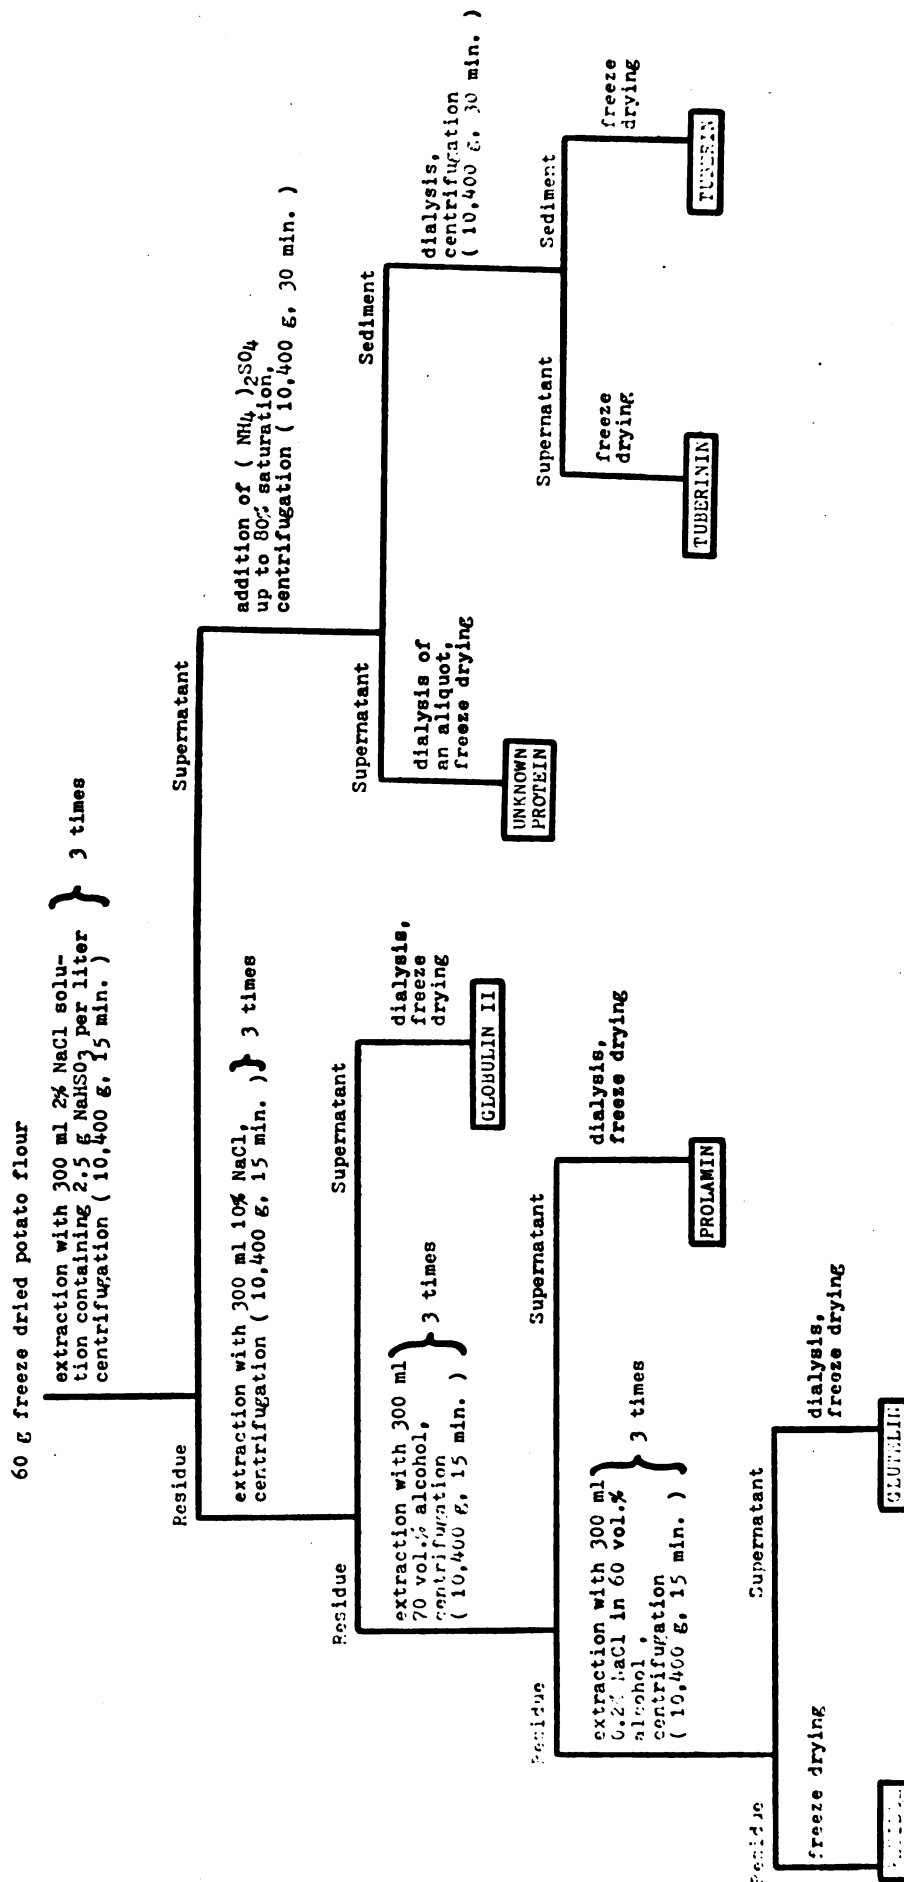 60 g freeze dried potato flour
extraction with 300 ml 2% NaCl solu-
tion containing 2.5 g NaHSO3 per liter
centrifugation ( 10,400 g, 15 min. )
} 3 times
Residue
Supernatant
extraction with 300 ml 10% NaCl,
centrifugation ( 10,400 g, 15 min. )
} 3 times
addition of ( NH4 )2SO4
up to 80% saturation,
centrifugation ( 10,400 g, 30 min. )
Residue
Supernatant
Supernatant
Sediment
extraction with 300 ml
70 vol.% alcohol,
centrifugation
( 10,400 g, 15 min. )
} 3 times
dialysis,
freeze
drying
dialysis of
an aliquot,
freeze drying
dialysis,
centrifugation
( 10,400 g, 30 min. )
GLOBULIN II
UNKNOWN
PROTEIN
Residue
Supernatant
Supernatant
Sediment
extraction with 300 ml
0.2% NaCl in 60 vol.%
alcohol ,
centrifugation
( 10,400 g, 15 min. )
} 3 times
dialysis,
freeze drying
freeze
drying
freeze
drying
PROLAMIN
TUBERININ
TUBERIN
Residue
Supernatant
freeze drying
dialysis,
freeze drying
GLUTELIN